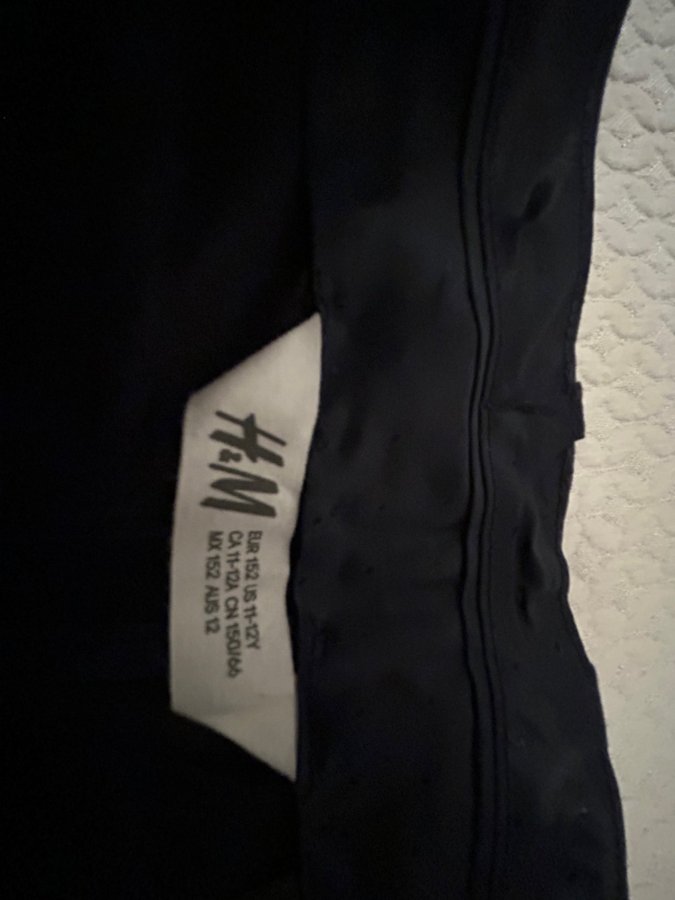 H&M
EUR 152 US 11-12Y
CA 11-12A CN 150/66
MX 152 AUS 12